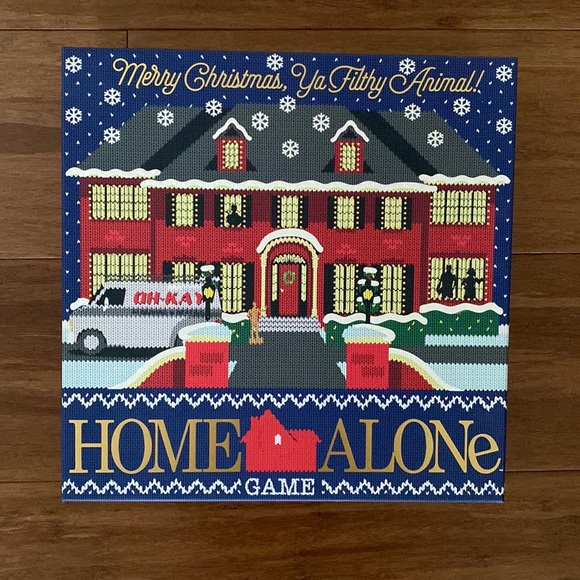 Merry Christmas, Ya Filthy Animal!
OH-KAY
HOME ALONe
GAME